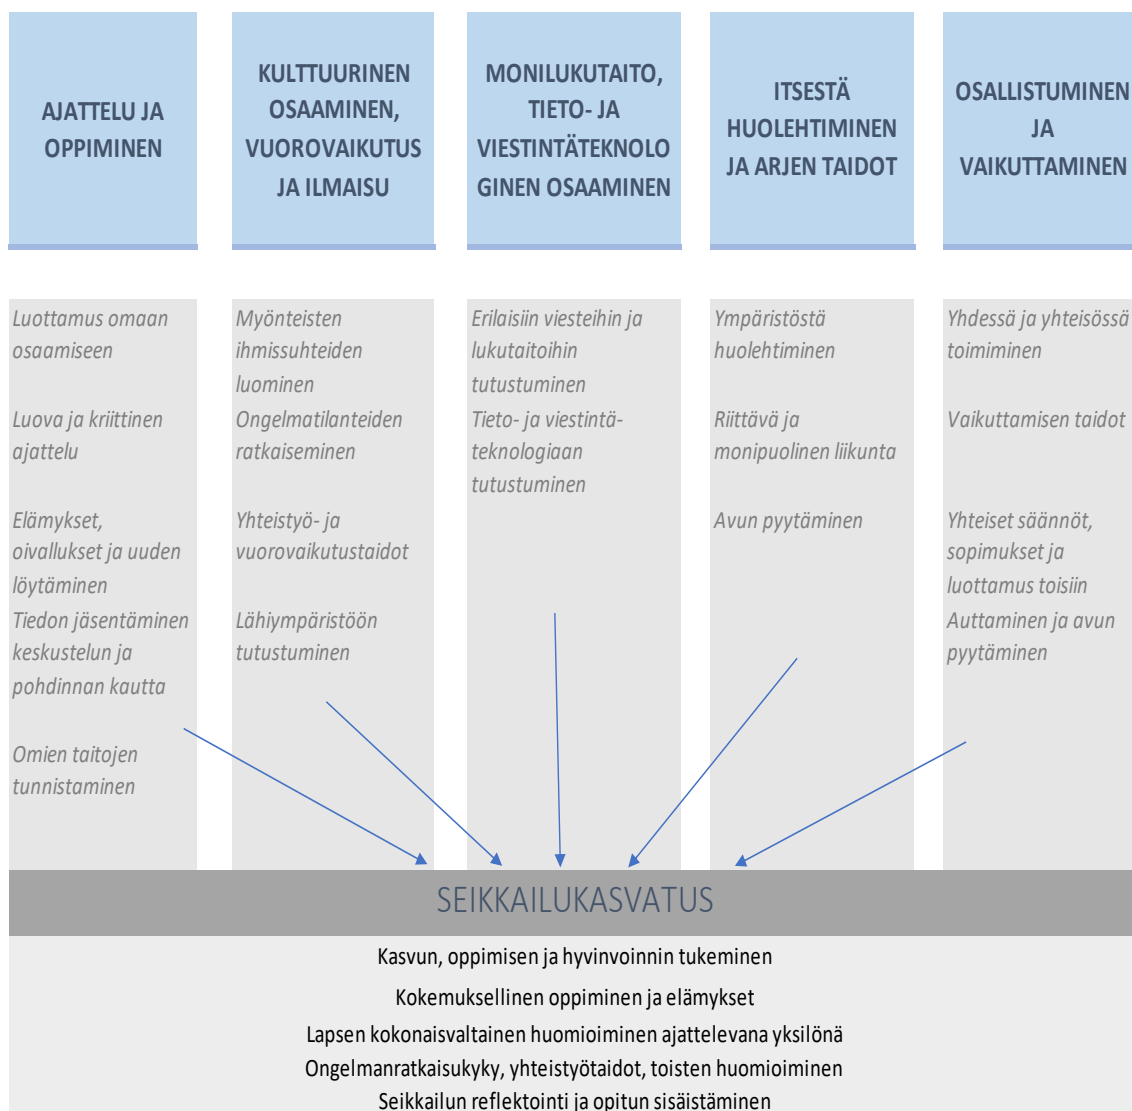 AJATTELU JA
OPPIMINEN
KULTTUURINEN
OSAAMINEN,
VUOROVAIKUTUS
JA ILMAISU
MONILUKUTAITO,
TIETO- JA
VIESTINTÄTEKNOLO
GINEN OSAAMINEN
ITSESTÄ
HUOLEHTIMINEN
JA ARJEN TAIDOT
OSALLISTUMINEN
JA
VAIKUTTAMINEN
Luottamus omaan
osaamiseen
Luova ja kriittinen
ajattelu
Elämykset,
oivallukset ja uuden
löytäminen
Tiedon jäsentäminen
keskustelun ja
pohdinnan kautta
Omien taitojen
tunnistaminen
Myönteisten
ihmissuhteiden
luominen
Ongelmatilanteiden
ratkaiseminen
Yhteistyö- ja
vuorovaikutustaidot
Lähiympäristöön
tutustuminen
Erilaisiin viesteihin ja
lukutaitoihin
tutustuminen
Tieto- ja viestintä-
teknologiaan
tutustuminen
Ympäristöstä
huolehtiminen
Riittävä ja
monipuolinen liikunta
Avun pyytäminen
Yhdessä ja yhteisössä
toimiminen
Vaikuttamisen taidot
Yhteiset säännöt,
sopimukset ja
luottamus toisiin
Auttaminen ja avun
pyytäminen
SEIKKAILUKASVATUS
Kasvun, oppimisen ja hyvinvoinnin tukeminen
Kokemuksellinen oppiminen ja elämykset
Lapsen kokonaisvaltainen huomioiminen ajattelevana yksilönä
Ongelmanratkaisukyky, yhteistyötaidot, toisten huomioiminen
Seikkailun reflektointi ja opitun sisäistäminen